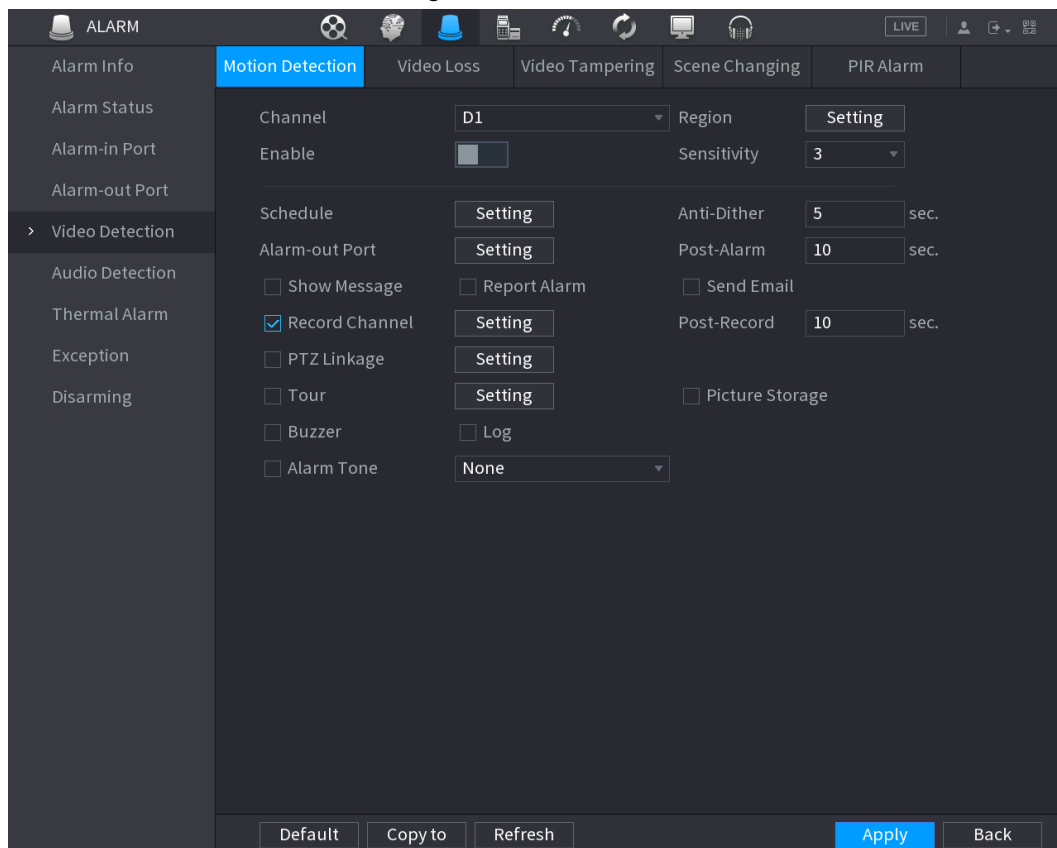 ALARM LIVE
Alarm Info
Alarm Status
Alarm-in Port
Alarm-out Port
> Video Detection
Audio Detection
Thermal Alarm
Exception
Disarming
Motion Detection Video Loss Video Tampering Scene Changing PIR Alarm
Channel D1 Region Setting
Enable Sensitivity 3
Schedule Setting Anti-Dither 5 sec.
Alarm-out Port Setting Post-Alarm 10 sec.
Show Message Report Alarm Send Email
Record Channel Setting Post-Record 10 sec.
PTZ Linkage Setting
Tour Setting Picture Storage
Buzzer Log
Alarm Tone None
Default Copy to Refresh Apply Back